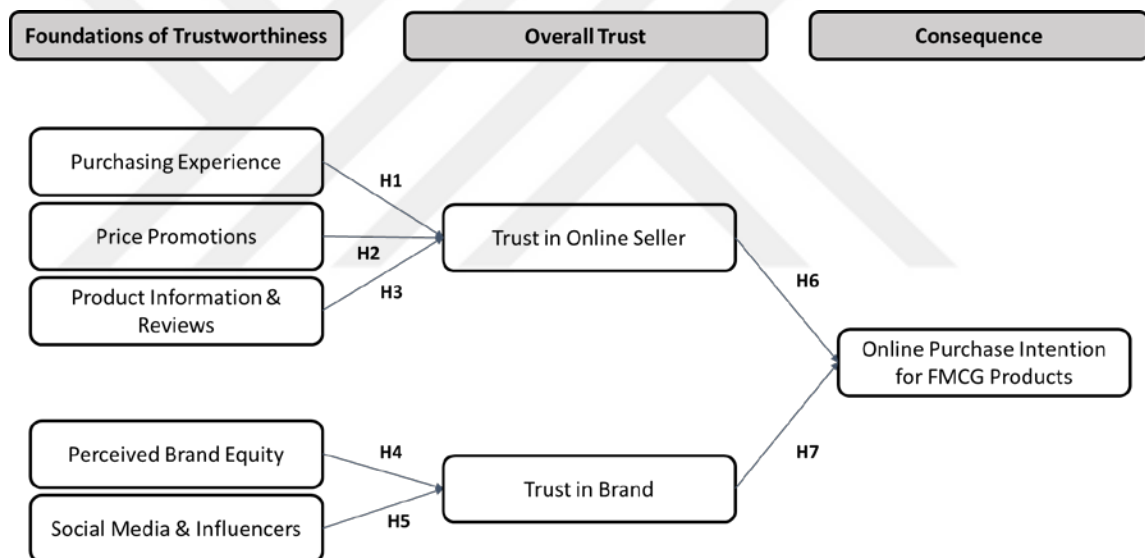 Foundations of Trustworthiness
Overall Trust
Consequence
Purchasing Experience
H1
Price Promotions
H2
Trust in Online Seller
Product Information &
Reviews
H3
H6
Online Purchase Intention
for FMCG Products
Perceived Brand Equity
H4
H7
Trust in Brand
Social Media & Influencers
H5